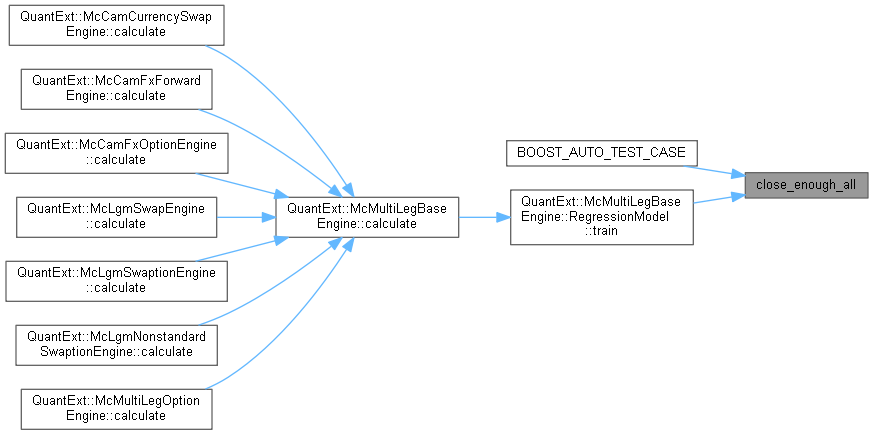 QuantExt::McCamCurrencySwap
Engine::calculate
QuantExt::McCamFxForward
Engine::calculate
QuantExt::McCamFxOptionEngine
::calculate
QuantExt::McLgmSwapEngine
::calculate
QuantExt::McLgmSwaptionEngine
::calculate
QuantExt::McLgmNonstandard
SwaptionEngine::calculate
QuantExt::McMultiLegOption
Engine::calculate
QuantExt::McMultiLegBase
Engine::calculate
BOOST_AUTO_TEST_CASE
QuantExt::McMultiLegBase
Engine::RegressionModel
::train
close_enough_all